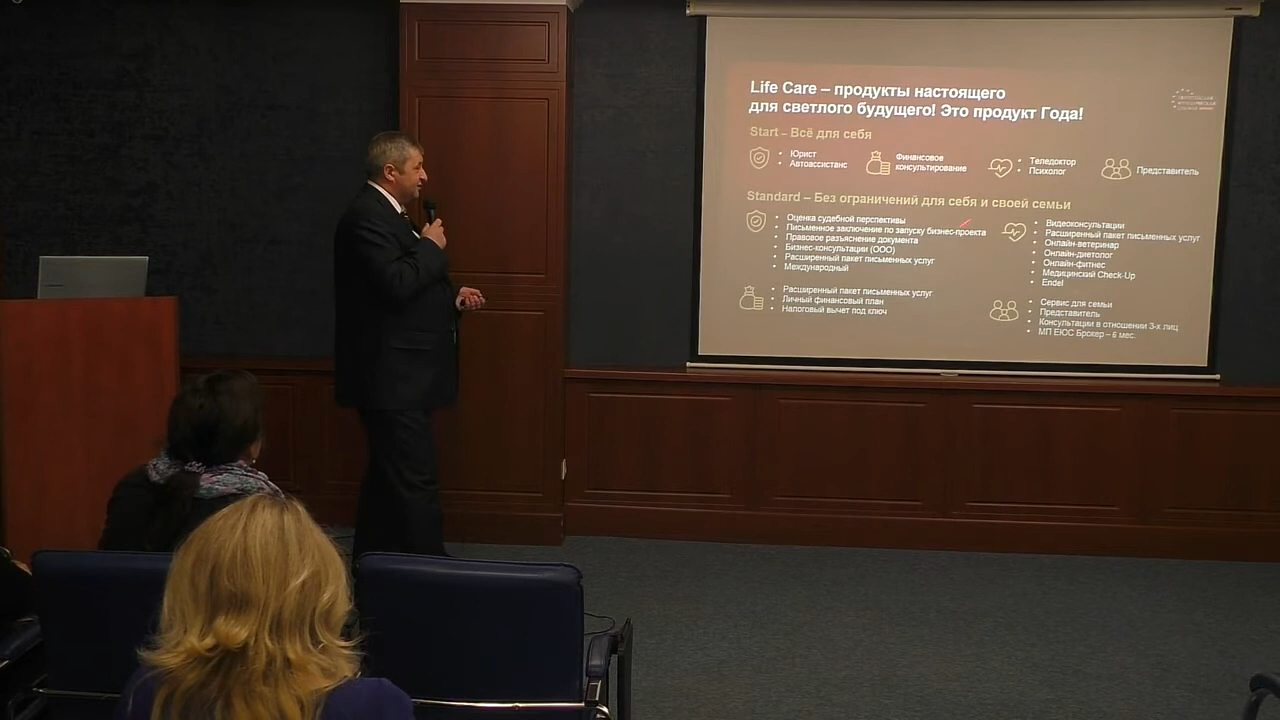 Life Care – продукты настоящего
для светлого будущего! Это продукт Года!
Start – Всё для себя
• Юрист
• Автоассистанс
Финансовое
консультирование
• Теледоктор
• Психолог
Представитель
Standard – Без ограничений для себя и своей семьи
• Оценка судебной перспективы
• Письменное заключение по запуску бизнес-проекта
• Правовое разъяснение документа
• Бизнес-консультации (ООО)
• Расширенный пакет письменных услуг
• Международный
• Видеоконсультации
• Расширенный пакет письменных услуг
• Онлайн-ветеринар
• Онлайн-диетолог
• Онлайн-фитнес
• Медицинский Check-Up
• Endel
• Расширенный пакет письменных услуг
• Личный финансовый план
• Налоговый вычет под ключ
• Сервис для семьи
• Представитель
• Консультации в отношении 3-х лиц
• МП ЕЮС Брокер – 6 мес.